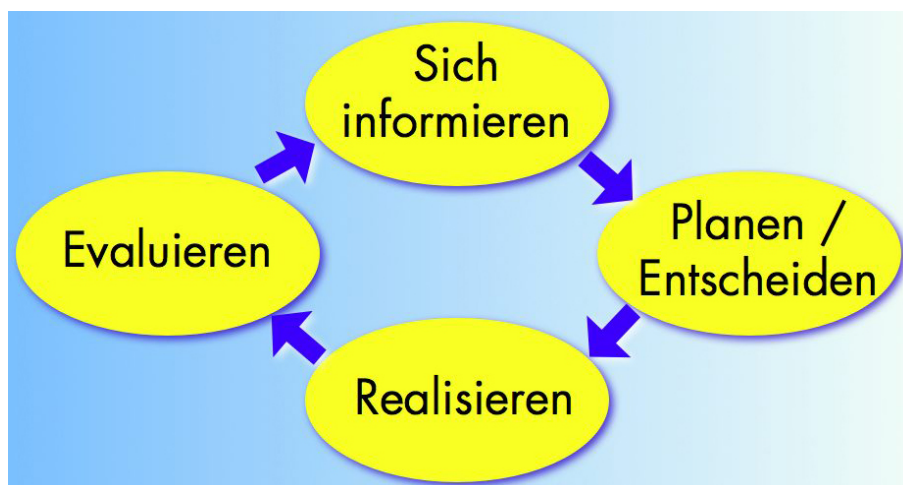 Sich
informieren
Planen /
Entscheiden
Realisieren
Evaluieren